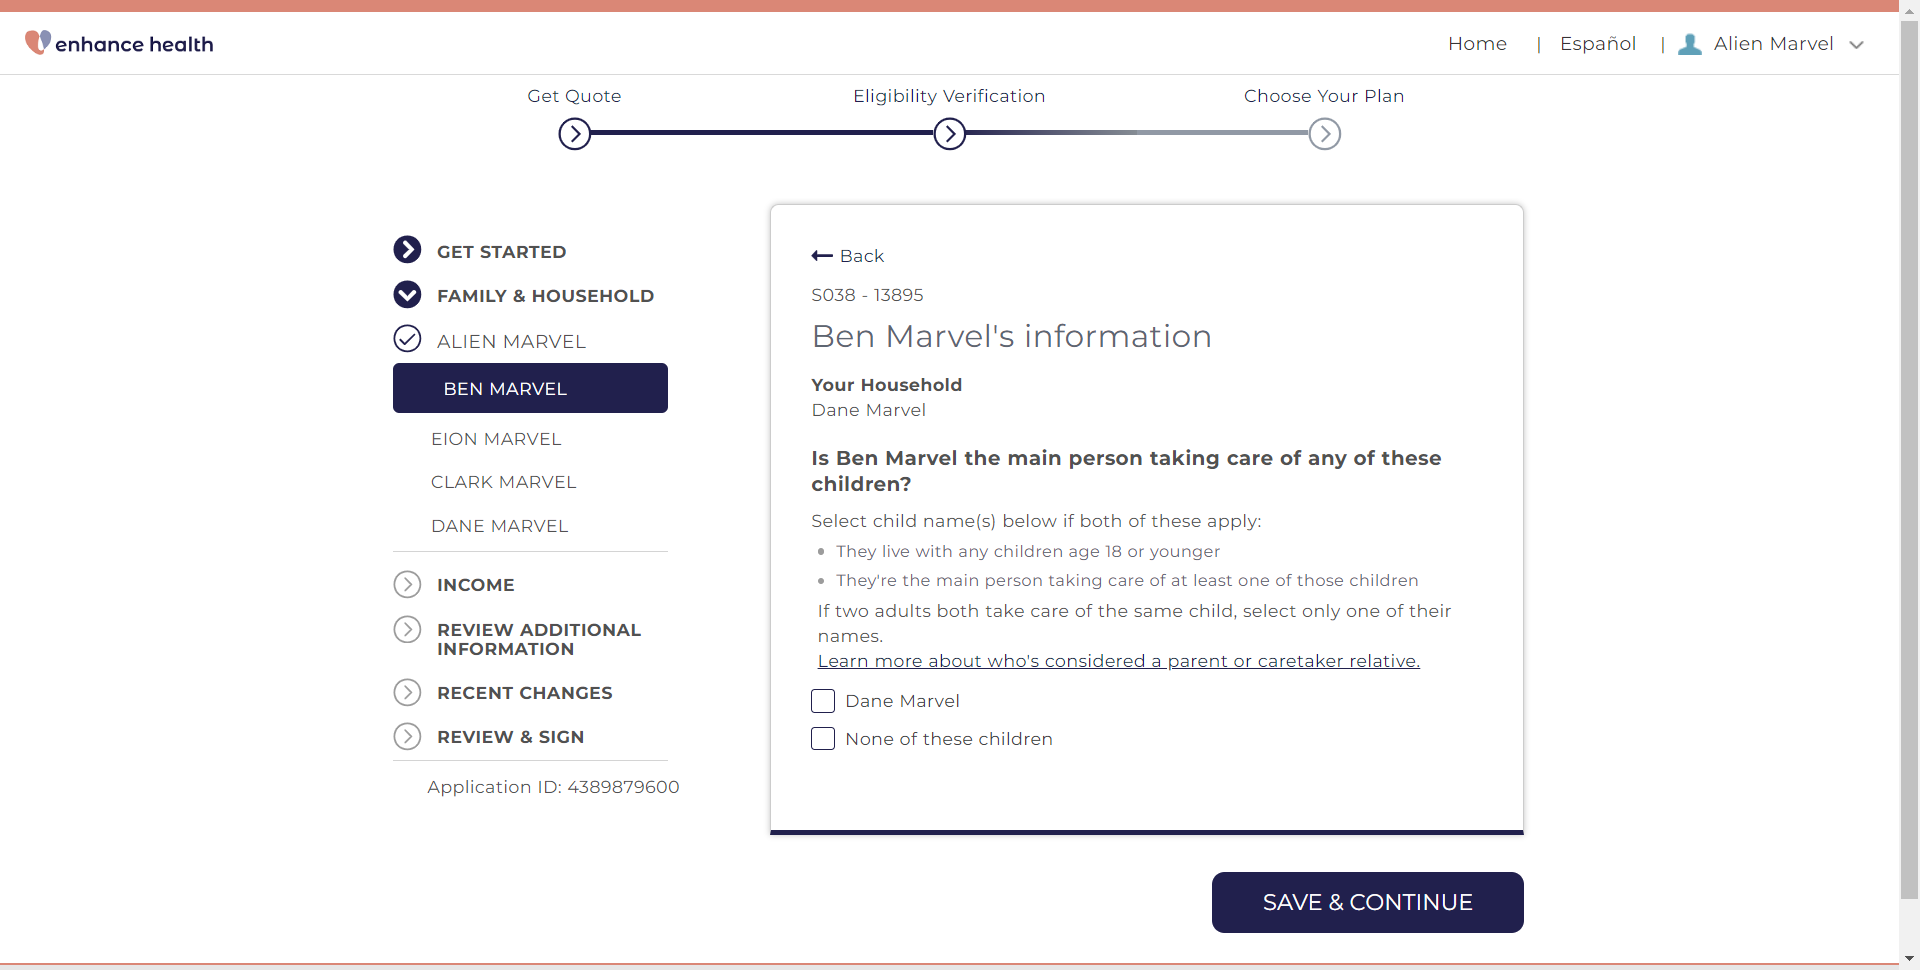 enhance health
Home | Español | Alien Marvel
Get Quote
Eligibility Verification
Choose Your Plan
GET STARTED
FAMILY & HOUSEHOLD
ALIEN MARVEL
BEN MARVEL
EION MARVEL
CLARK MARVEL
DANE MARVEL
INCOME
REVIEW ADDITIONAL
INFORMATION
RECENT CHANGES
REVIEW & SIGN
Application ID: 4389879600
Back
S038 - 13895
Ben Marvel's information
Your Household
Dane Marvel
Is Ben Marvel the main person taking care of any of these
children?
Select child name(s) below if both of these apply:
• They live with any children age 18 or younger
• They're the main person taking care of at least one of those children
If two adults both take care of the same child, select only one of their
names.
Learn more about who's considered a parent or caretaker relative.
Dane Marvel
None of these children
SAVE & CONTINUE